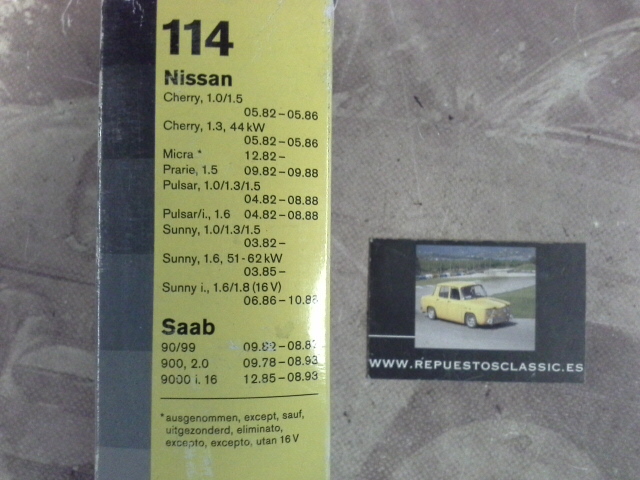 114
Nissan
Cherry, 1.0/1.5
05.82 – 05.86
Cherry, 1.3, 44 kW
05.82 – 05.86
Micra * 12.82 –
Prarie, 1.5 09.82 – 09.88
Pulsar, 1.0/1.3/1.5
04.82 – 08.88
Pulsar/i., 1.6 04.82 – 08.88
Sunny, 1.0/1.3/1.5
03.82 –
Sunny, 1.6, 51 - 62 kW
03.85 –
Sunny i., 1.6/1.8 (16 V)
06.86 – 10.88
Saab
90/99 09.82 – 08.87
900, 2.0 09.78 – 08.93
9000 i. 16 12.85 – 08.93
* ausgenommen, except, sauf,
uitgezonderd, eliminato,
excepto, excepto, utan 16 V
WWW.REPUESTOSCLASSIC.ES